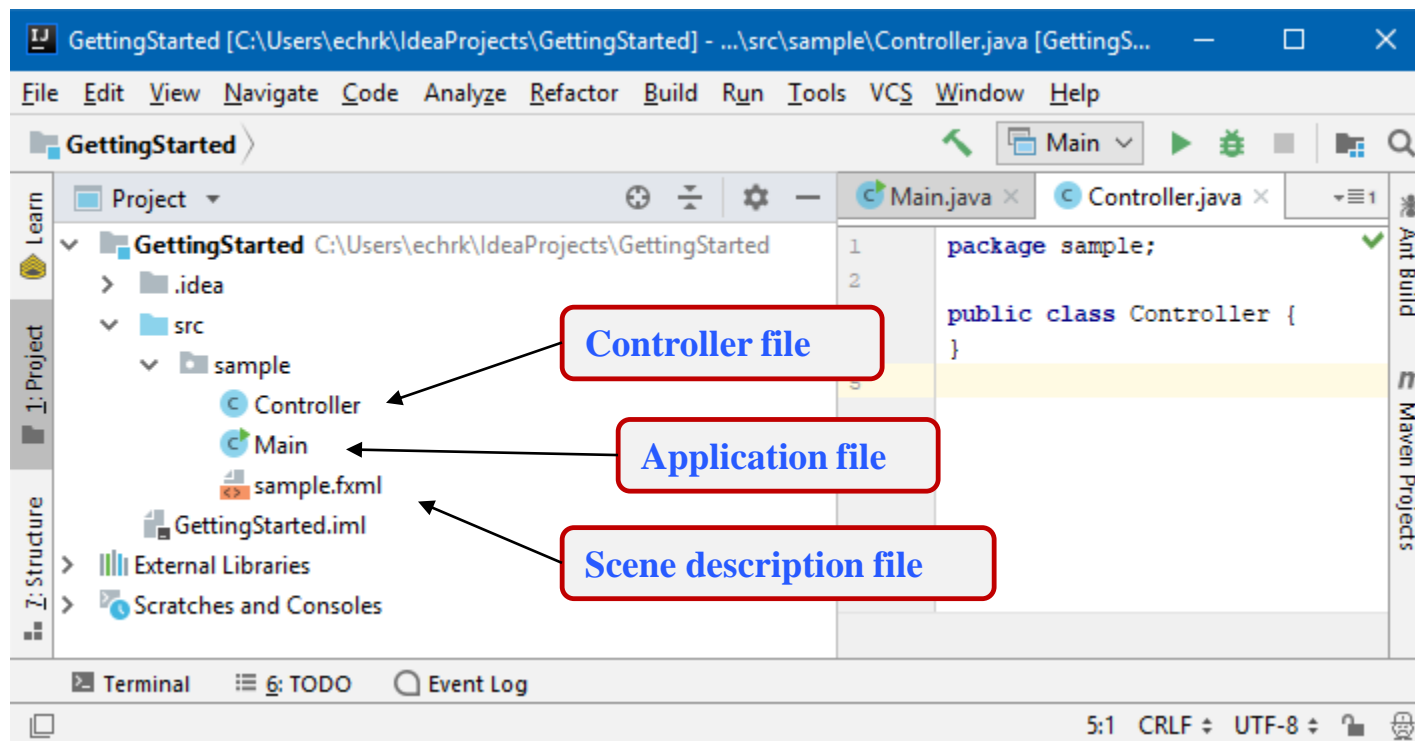 IJ GettingStarted [C:\Users\echrk\IdeaProjects\GettingStarted] - ...\src\sample\Controller.java [GettingS...
File Edit View Navigate Code Analyze Refactor Build Run Tools VCS Window Help
GettingStarted
Main
Learn
1: Project
7: Structure
Project
GettingStarted C:\Users\echrk\IdeaProjects\GettingStarted
.idea
src
sample
Controller
Main
sample.fxml
GettingStarted.iml
External Libraries
Scratches and Consoles
Controller file
Application file
Scene description file
Main.java Controller.java 1
1 package sample;
2
public class Controller {
}
5
Ant Build
Maven Projects
Terminal 6: TODO Event Log
5:1 CRLF UTF-8